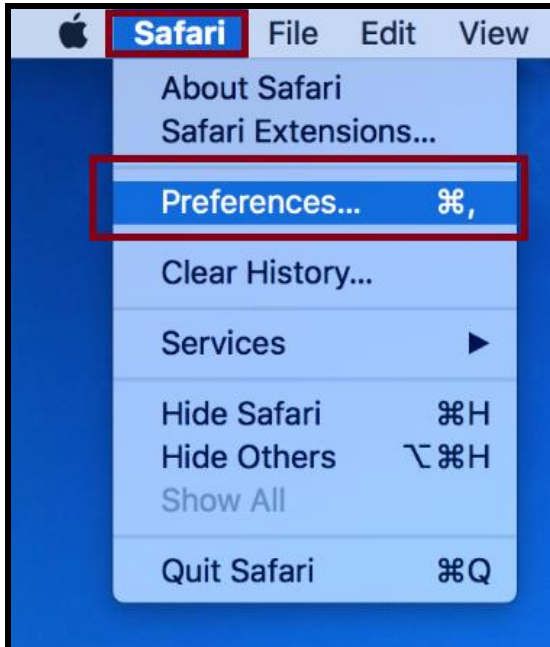 Safari File Edit View
About Safari
Safari Extensions...
Preferences... ⌘,
Clear History...
Services ▶
Hide Safari ⌘H
Hide Others ⌥⌘H
Show All
Quit Safari ⌘Q